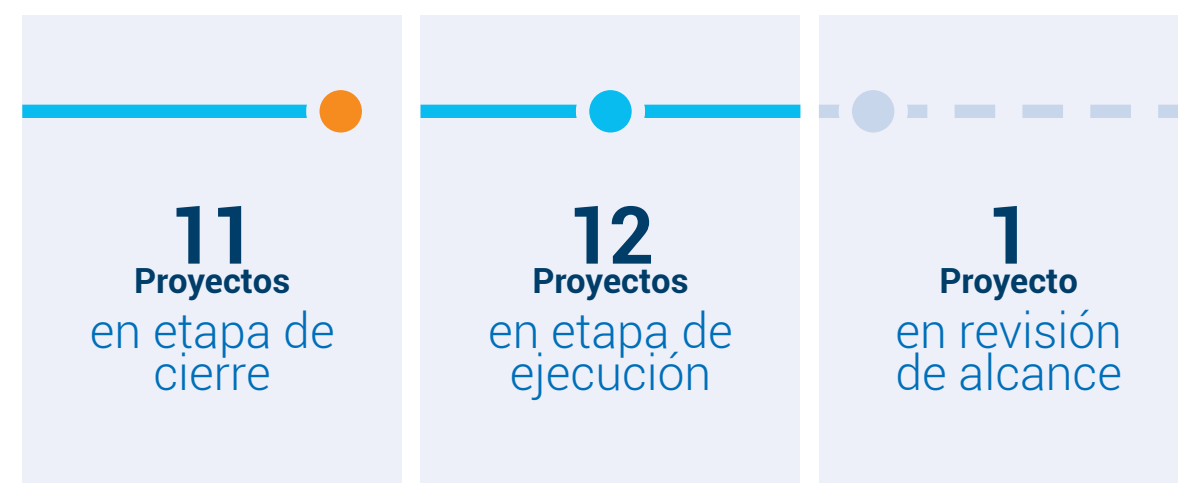 11
Proyectos
en etapa de
cierre
12
Proyectos
en etapa de
ejecución
1
Proyecto
en revisión
de alcance